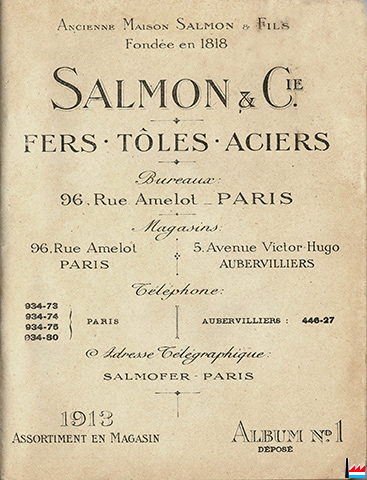 Ancienne Maison Salmon & Fils
Fondée en 1818
SALMON & CIE.
FERS · TÔLES · ACIERS
Bureaux:
96, Rue Amelot _ PARIS
Magasins:
96, Rue Amelot
PARIS
5, Avenue Victor-Hugo
AUBERVILLIERS
Téléphone:
934-73
934-74
934-75
934-80
PARIS
AUBERVILLIERS : 446-27
Adresse Télégraphique:
SALMOFER - PARIS
1913
ASSORTIMENT EN MAGASIN
ALBUM No 1
DÉPOSÉ